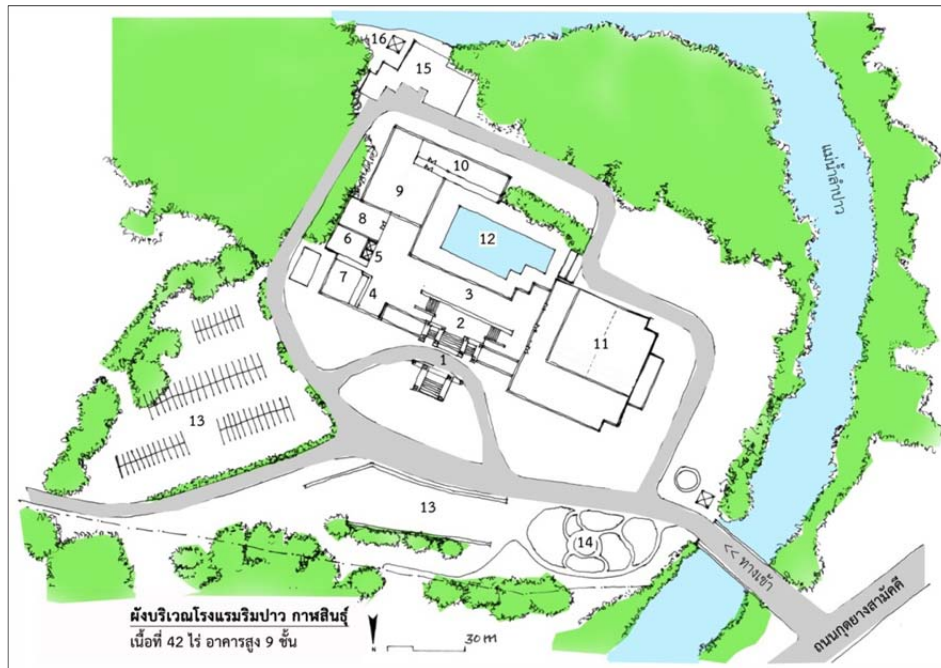 16
15
10
9
8
6
5
7
4
12
3
2
1
11
แม่น้ำลำปาว
13
13
14
<< ทางเข้า
ถนนกุดยางสามัคคี
ผังบริเวณโรงแรมริมปาว กาฬสินธุ์
เนื้อที่ 42 ไร่ อาคารสูง 9 ชั้น
N
30 m